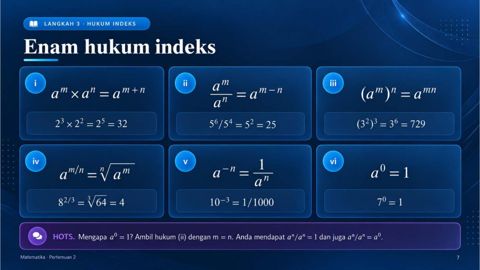 LANGKAH 3 · HUKUM INDEKS
Enam hukum indeks
i
a^m × a^n = a^{m+n}
2^3 × 2^2 = 2^5 = 32
ii
a^m/a^n = a^{m−n}
5^6/5^4 = 5^2 = 25
iii
(a^m)^n = a^{mn}
(3^2)^3 = 3^6 = 729
iv
a^{m/n} = ⁿ√(a^m)
8^{2/3} = ³√64 = 4
v
a^{−n} = 1/a^n
10^{−3} = 1/1000
vi
a^0 = 1
7^0 = 1
HOTS. Mengapa a^0 = 1? Ambil hukum (ii) dengan m = n. Anda mendapat a^n/a^n = 1 dan juga a^n/a^n = a^0.
Matematika · Pertemuan 2
7